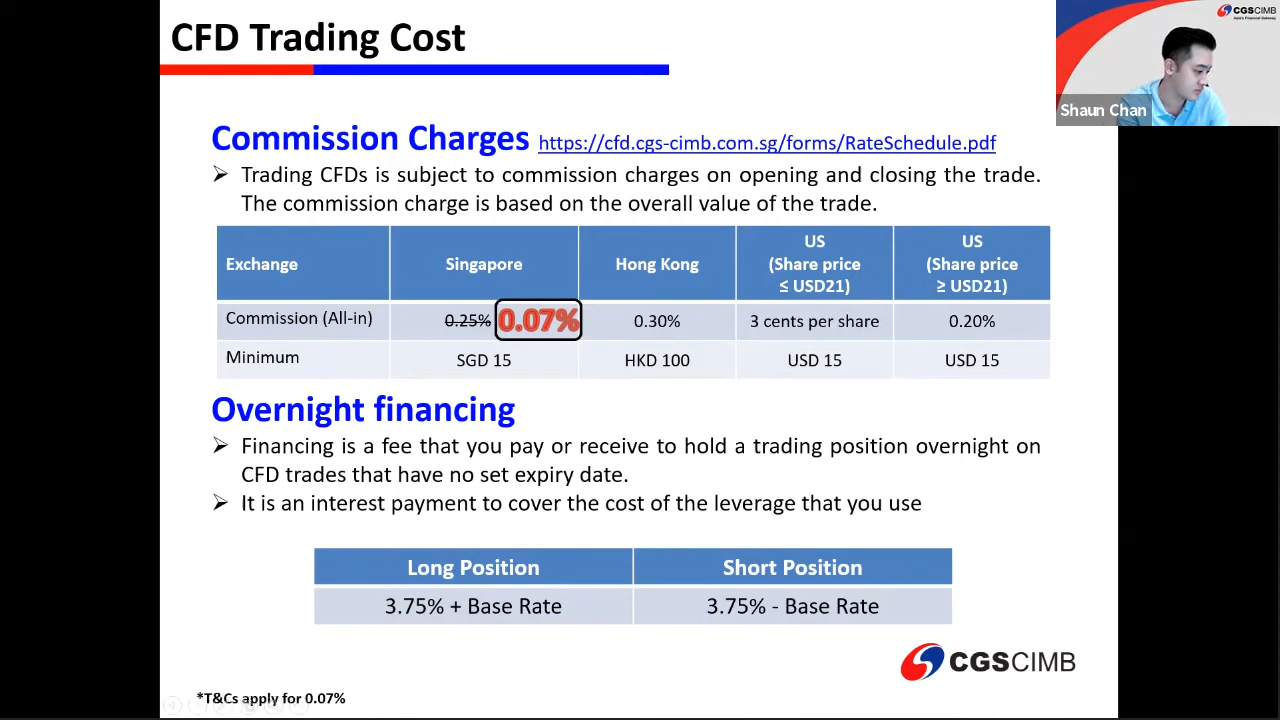 CFD Trading Cost
CGSCIMB
Shaun Chan
Commission Charges https://cfd.cgs-cimb.com.sg/forms/RateSchedule.pdf
➢ Trading CFDs is subject to commission charges on opening and closing the trade.
The commission charge is based on the overall value of the trade.
Exchange
Singapore
Hong Kong
US
(Share price
≤ USD21)
US
(Share price
≥ USD21)
Commission (All-in)
0.25% 0.07%
0.30%
3 cents per share
0.20%
Minimum
SGD 15
HKD 100
USD 15
USD 15
Overnight financing
➢ Financing is a fee that you pay or receive to hold a trading position overnight on
CFD trades that have no set expiry date.
➢ It is an interest payment to cover the cost of the leverage that you use
Long Position
Short Position
3.75% + Base Rate
3.75% - Base Rate
CGSCIMB
*T&Cs apply for 0.07%